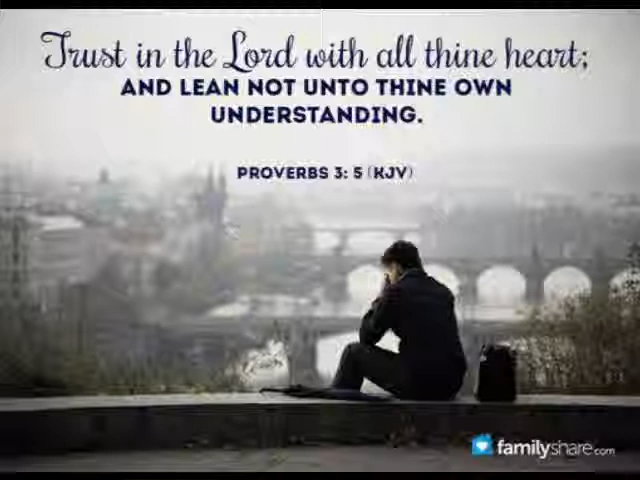 Trust in the Lord with all thine heart;
AND LEAN NOT UNTO THINE OWN
UNDERSTANDING.
PROVERBS 3: 5 (KJV)
familyshare.com